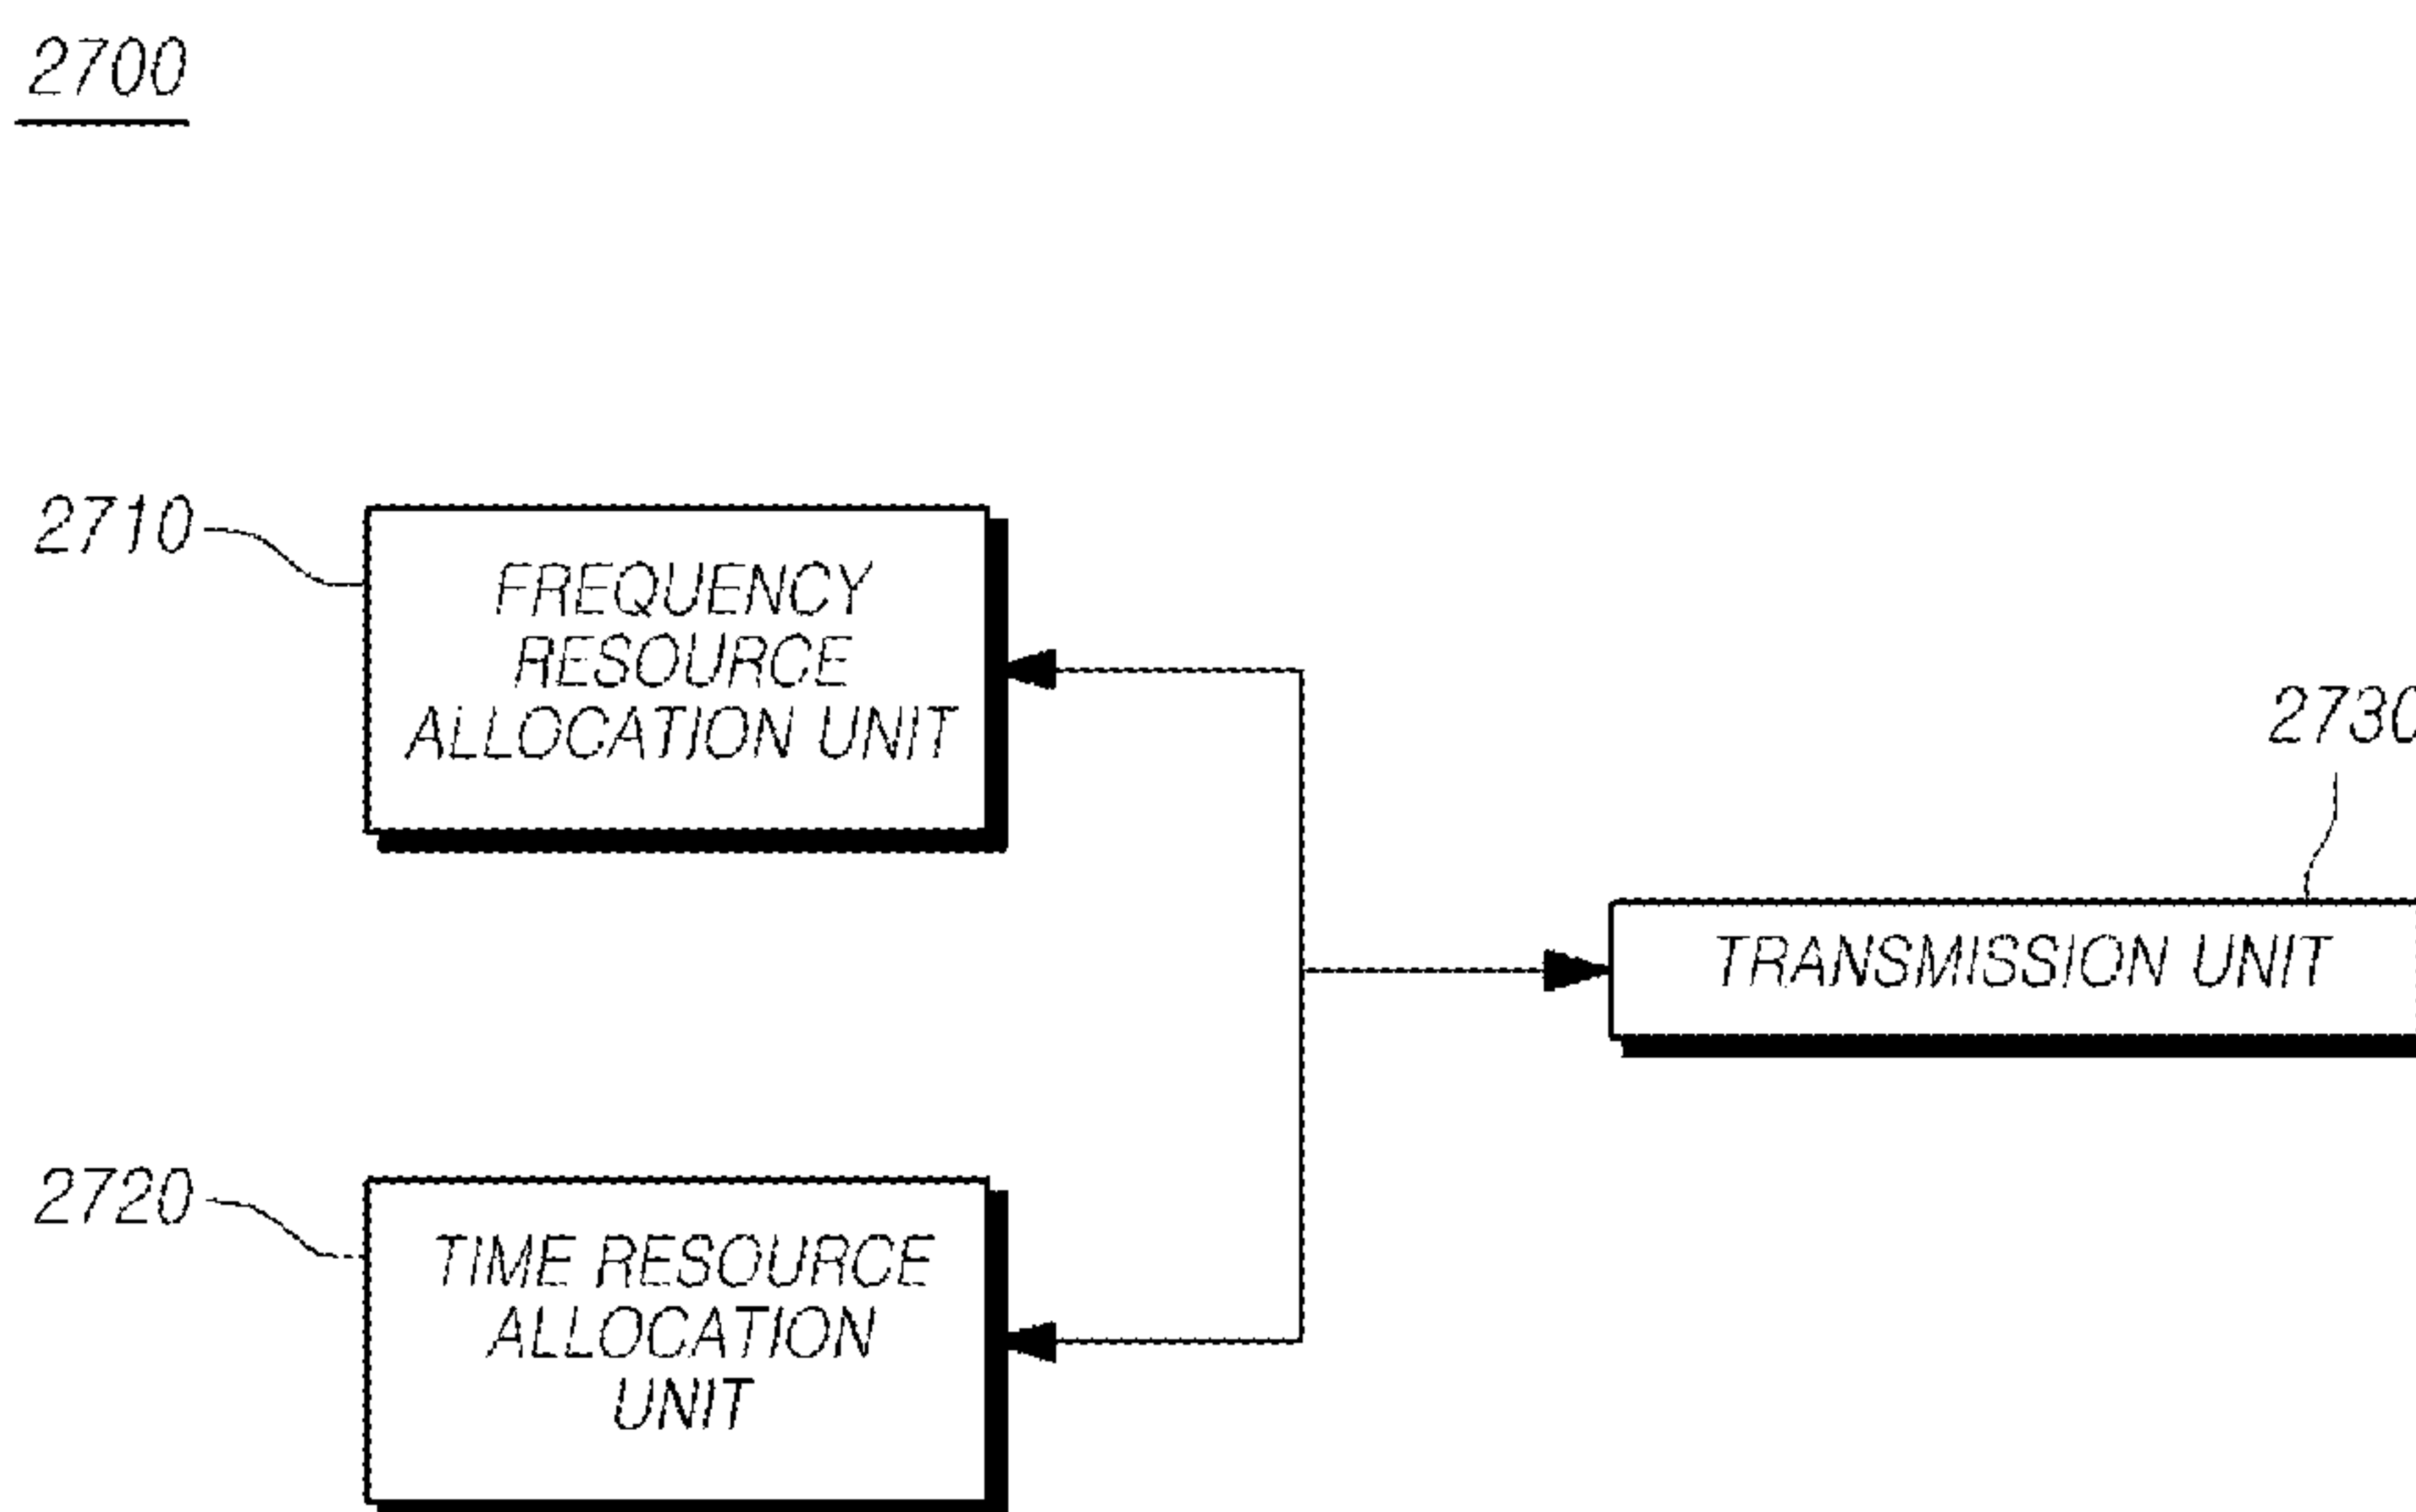 2700
2710
FREQUENCY
RESOURCE
ALLOCATION UNIT
2730
TRANSMISSION UNIT
2720
TIME RESOURCE
ALLOCATION
UNIT